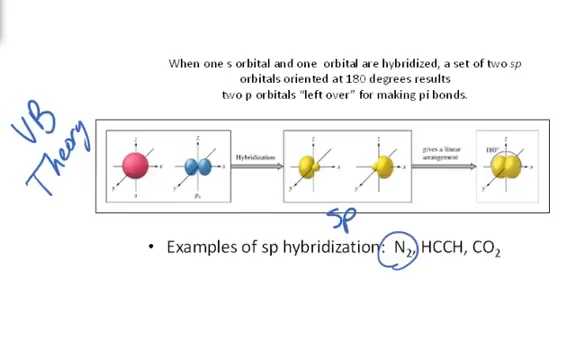 When one s orbital and one orbital are hybridized, a set of two sp
orbitals oriented at 180 degrees results
two p orbitals "left over" for making pi bonds.
VB
Theory
z
x
y
s
z
x
y
pₓ
Hybridization
z
x
y
z
x
y
gives a linear
arrangement
z
180°
x
y
sp
• Examples of sp hybridization: N₂, HCCH, CO₂